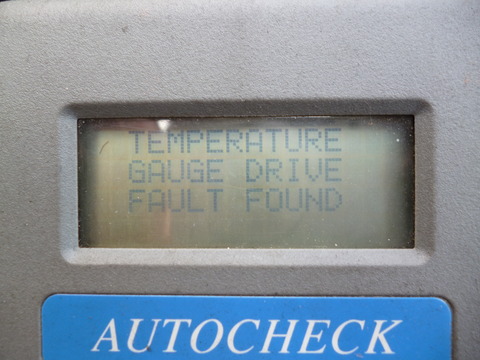 TEMPERATURE
GAUGE DRIVE
FAULT FOUND
AUTOCHECK